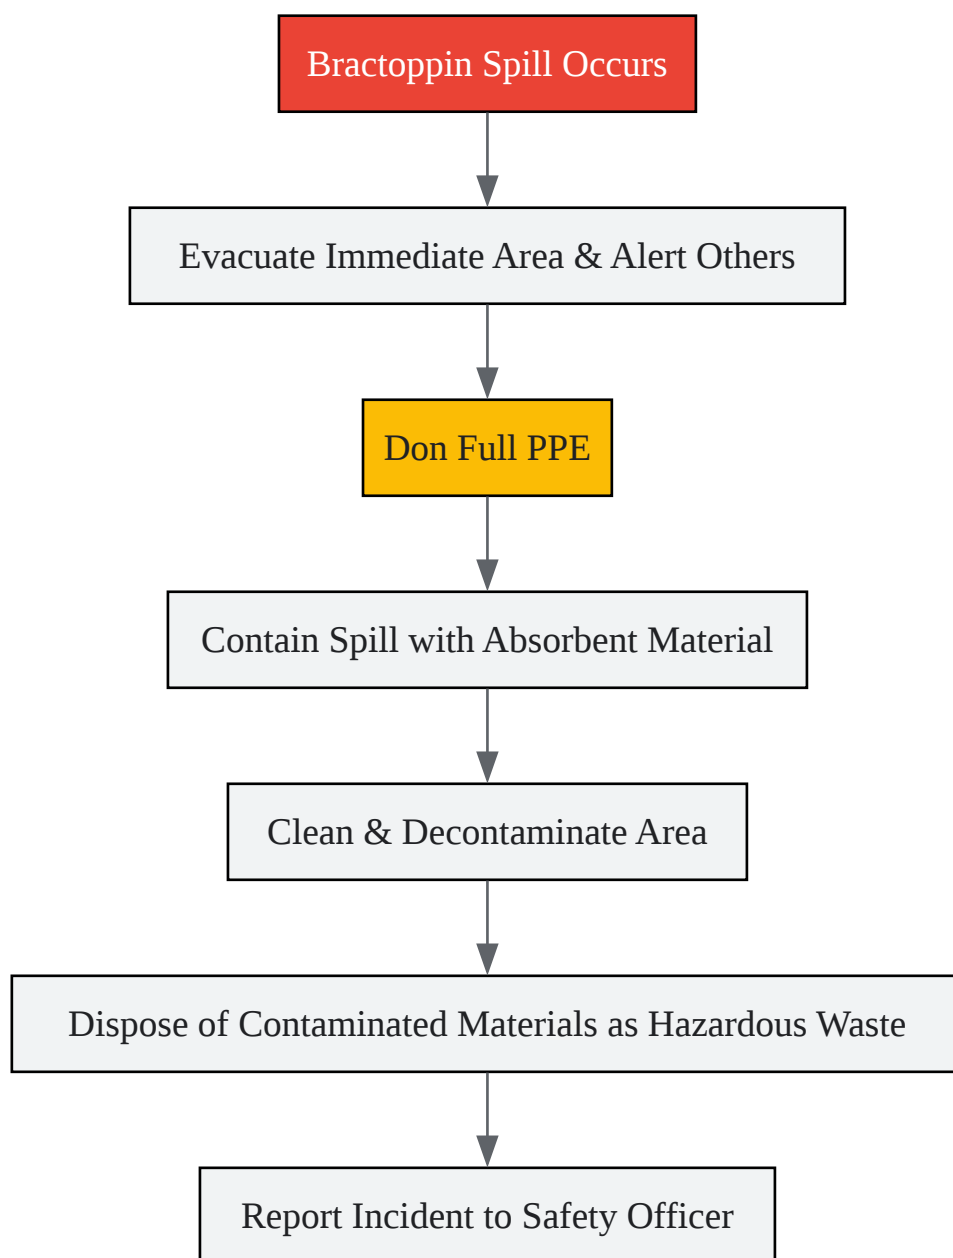 Bractoppin Spill Occurs
Evacuate Immediate Area & Alert Others
Don Full PPE
Contain Spill with Absorbent Material
Clean & Decontaminate Area
Dispose of Contaminated Materials as Hazardous Waste
Report Incident to Safety Officer